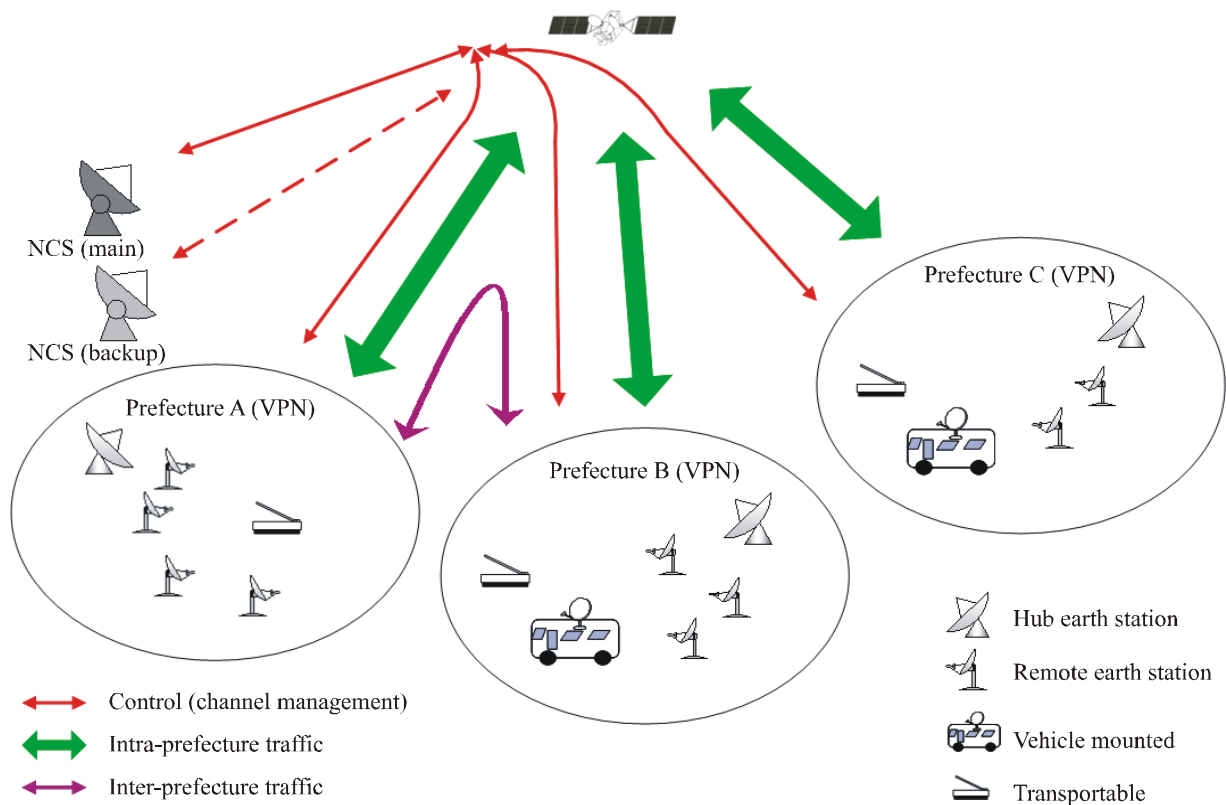 NCS (main)
NCS (backup)
Prefecture A (VPN)
Prefecture B (VPN)
Prefecture C (VPN)
Control (channel management)
Intra-prefecture traffic
Inter-prefecture traffic
Hub earth station
Remote earth station
Vehicle mounted
Transportable